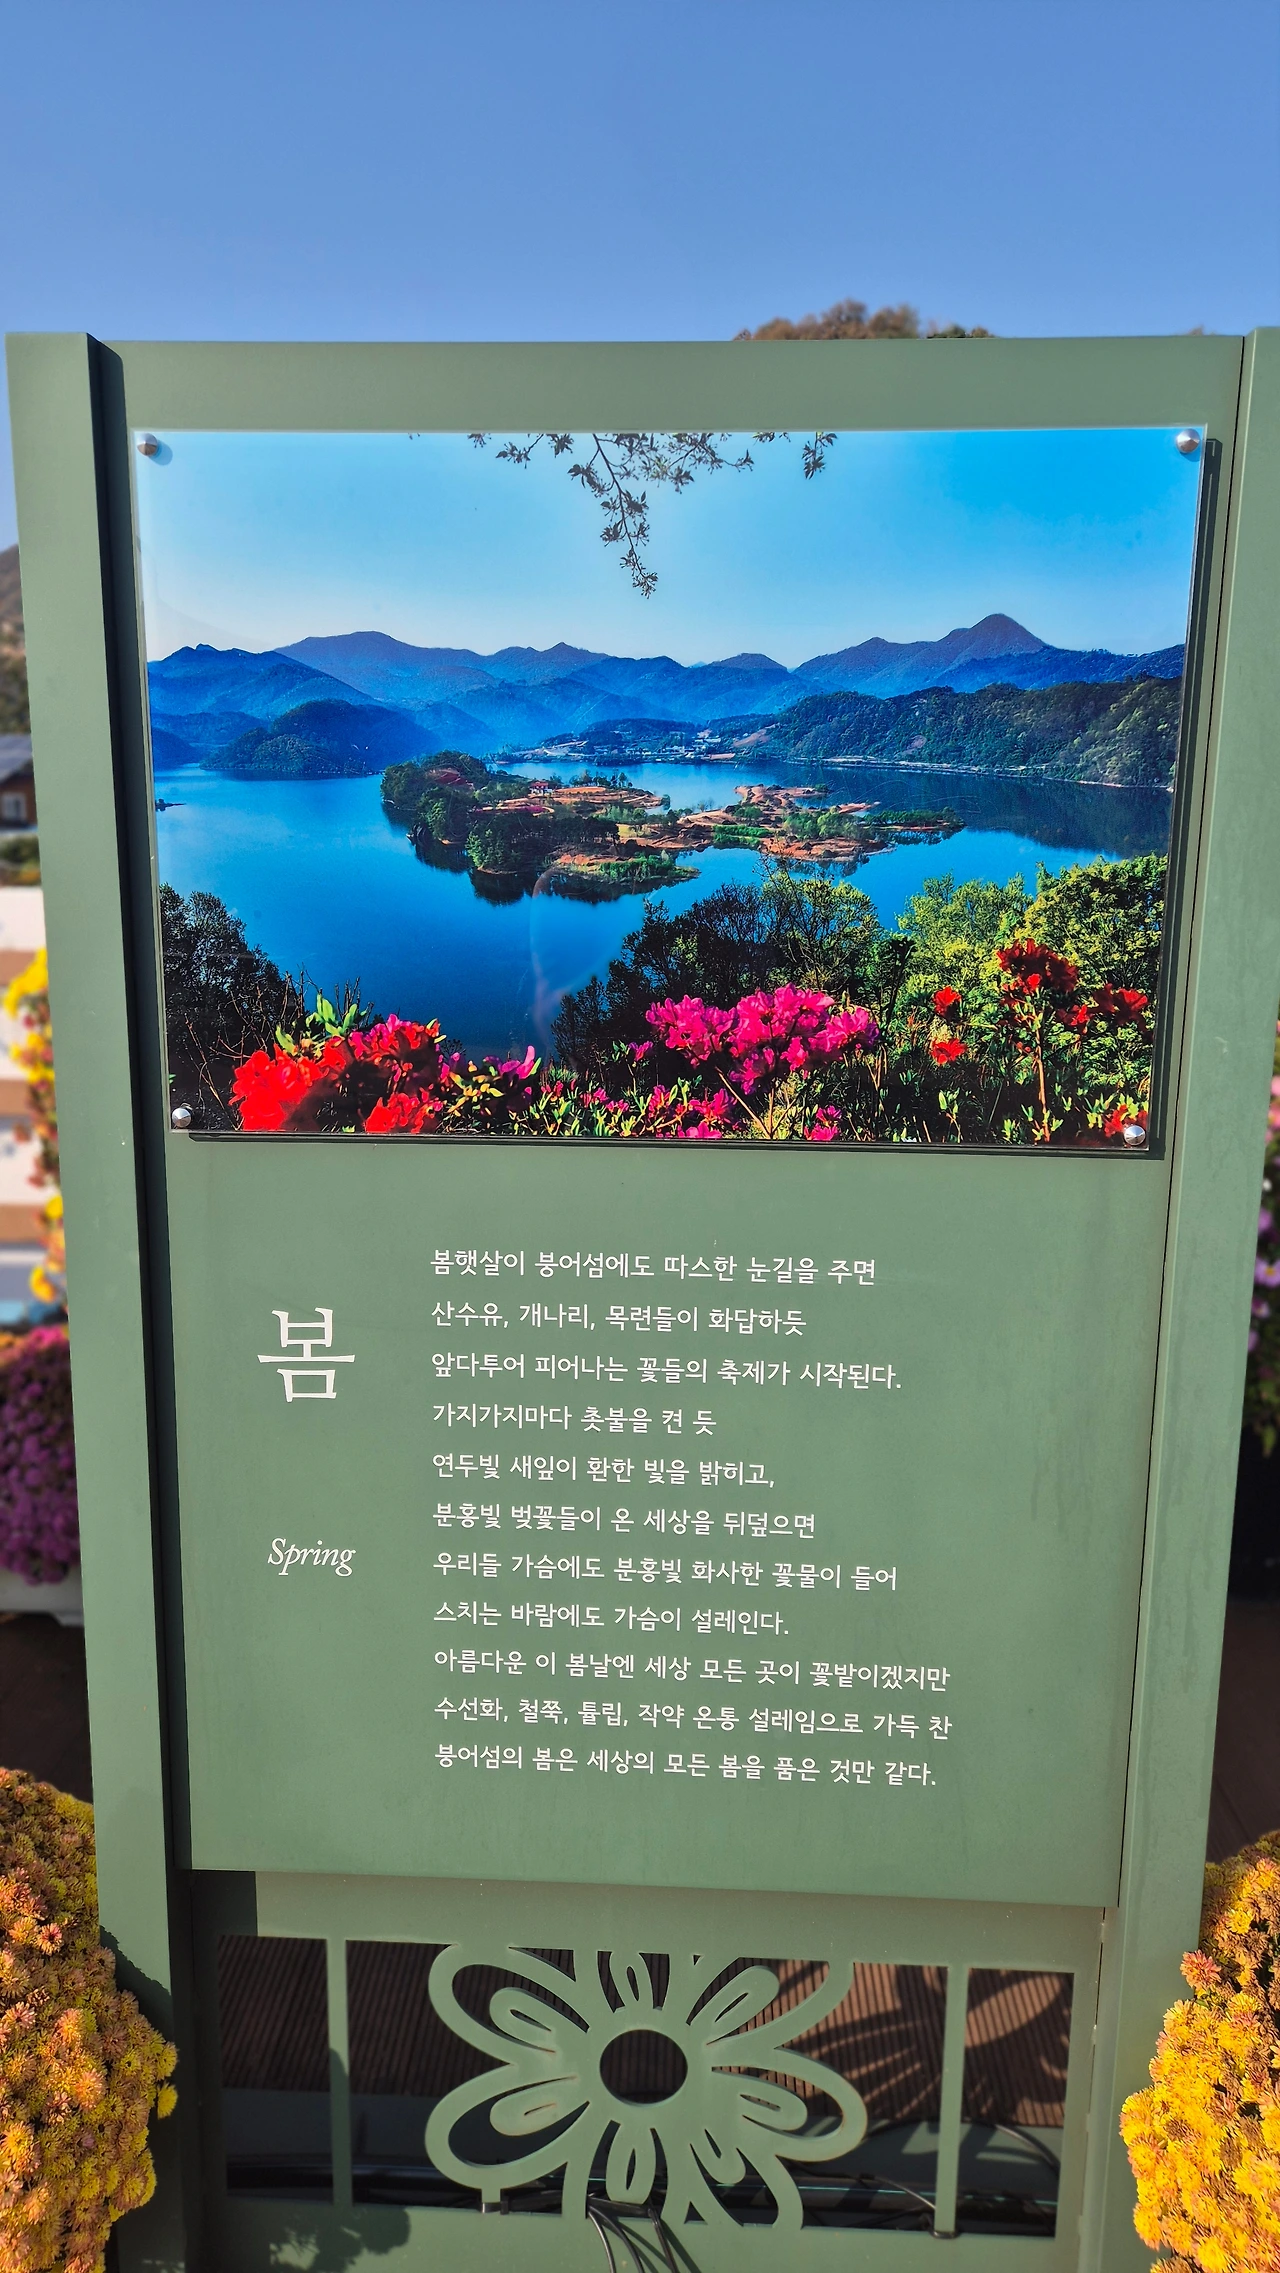 봄
Spring
봄햇살이 붕어섬에도 따스한 눈길을 주면
산수유, 개나리, 목련들이 화답하듯
앞다투어 피어나는 꽃들의 축제가 시작된다.
가지가지마다 촛불을 켠 듯
연두빛 새잎이 환한 빛을 밝히고,
분홍빛 벚꽃들이 온 세상을 뒤덮으면
우리들 가슴에도 분홍빛 화사한 꽃물이 들어
스치는 바람에도 가슴이 설레인다.
아름다운 이 봄날엔 세상 모든 곳이 꽃밭이겠지만
수선화, 철쭉, 튤립, 작약 온통 설레임으로 가득 찬
붕어섬의 봄은 세상의 모든 봄을 품은 것만 같다.